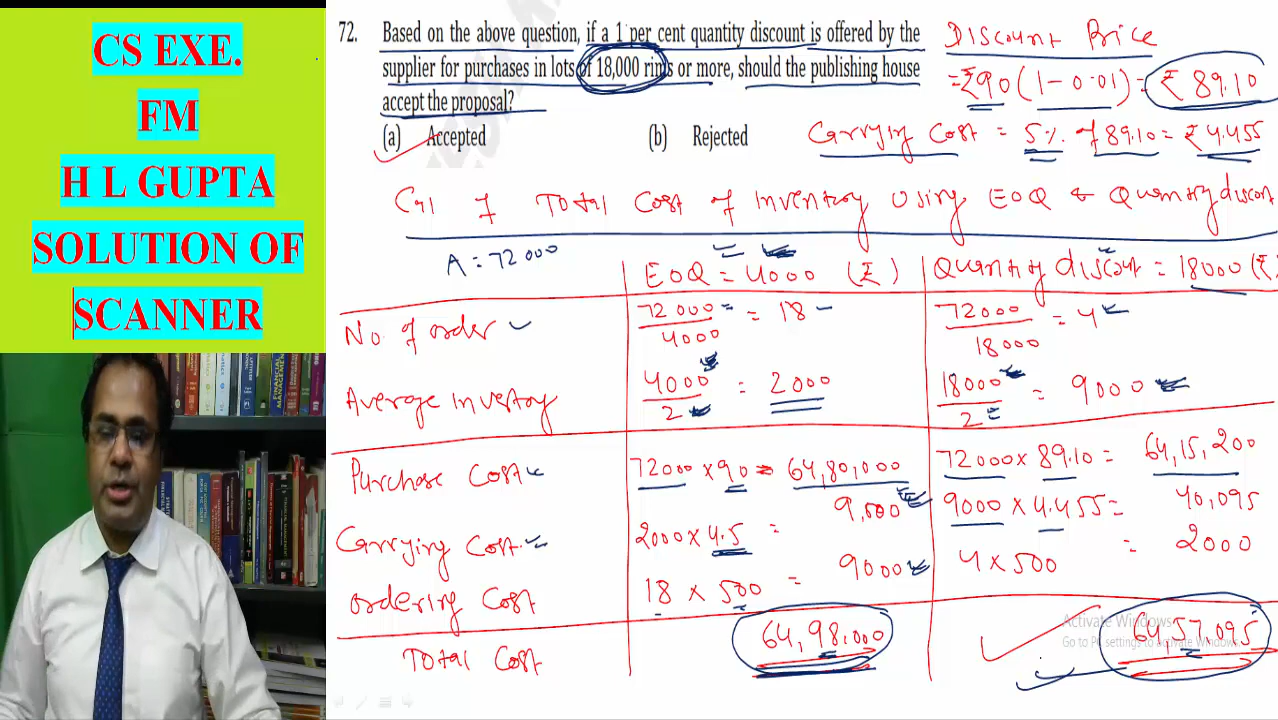 CS EXE.
FM
H L GUPTA
SOLUTION OF
SCANNER
72. Based on the above question, if a 1 per cent quantity discount is offered by the
supplier for purchases in lots of 18,000 rims or more, should the publishing house
accept the proposal?
(a) Accepted (b) Rejected
Discount Price
= ₹90 (1 - 0.01) = ₹ 89.10
Carrying Cost = 5% of 89.10 = ₹ 4.455
Cal of Total Cost of Inventory Using EOQ & Quantity discount
A = 72000
EOQ = 4000 (₹) Quantity discount = 18000 (₹)
No. of order 72000/4000 = 18 72000/18000 = 4
Average inventory 4000/2 = 2000 18000/2 = 9000
Purchase Cost 72000 × 90 = 64,80,000 72000 × 89.10 = 64,15,200
Carrying Cost 2000 × 4.5 = 9,000 9000 × 4.455 = 40,095
ordering Cost 18 × 500 = 9000 4 × 500 = 2000
Total Cost 64,98,000 64,57,095
Activate Windows
Go to PC settings to activate Windows.